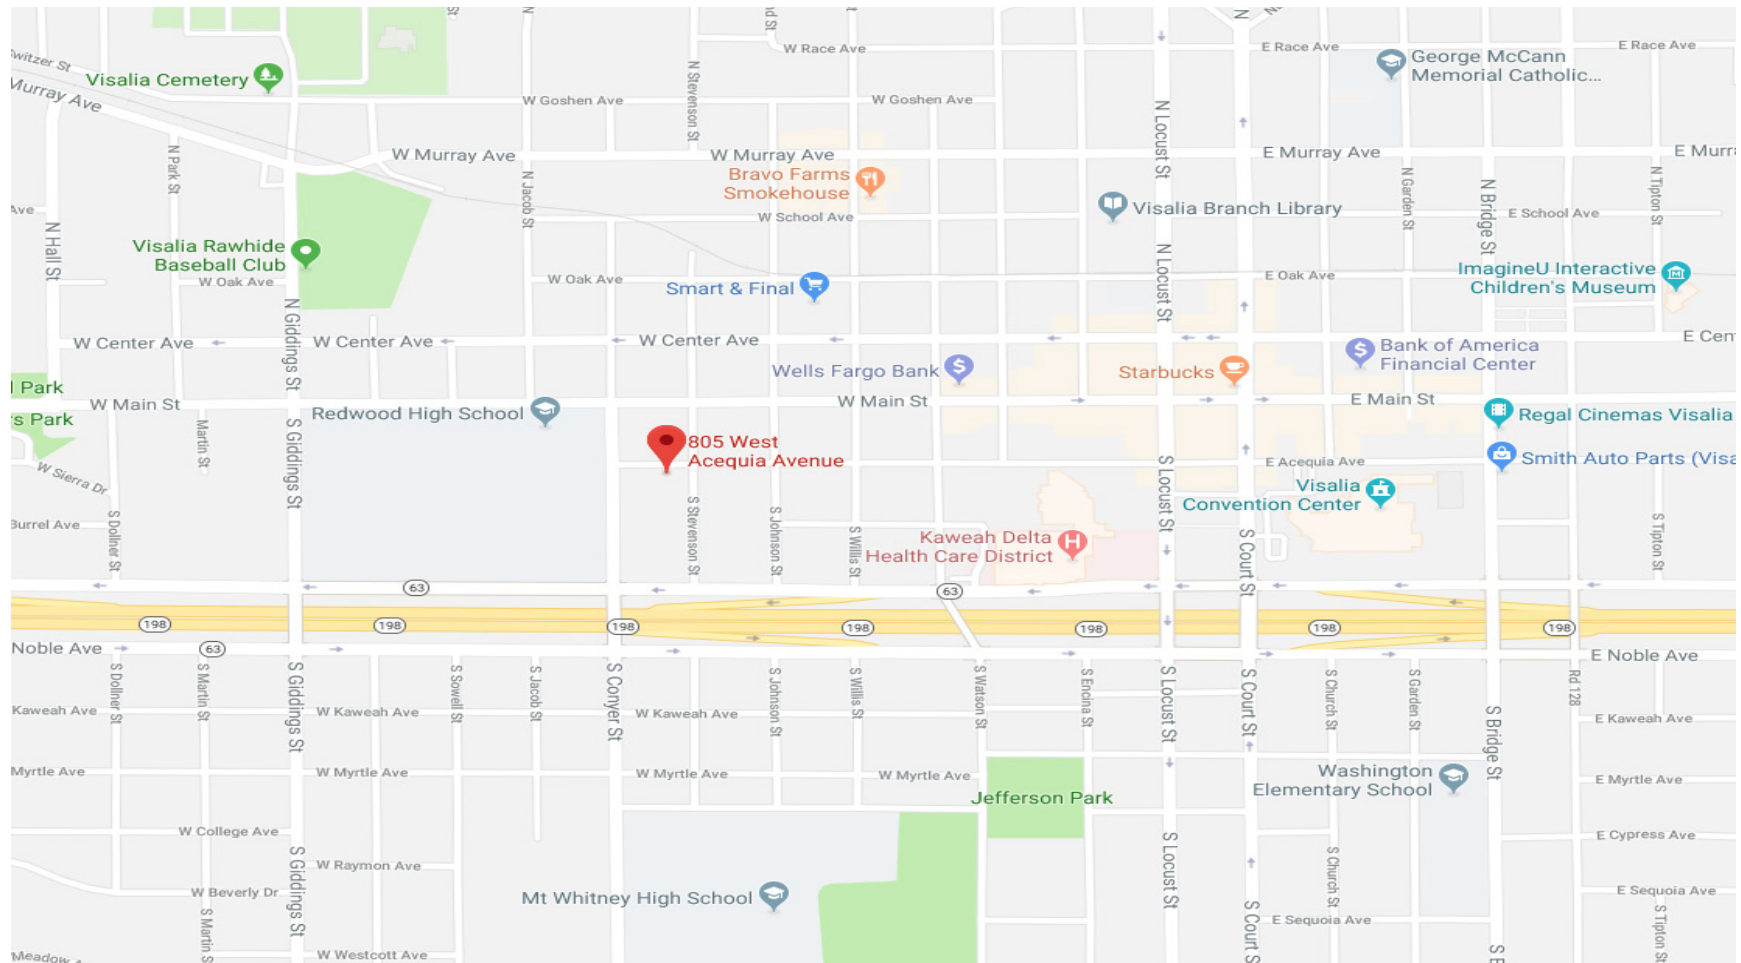 St
N
nd St
N St
N
N
W Race Ave
E Race Ave
E Race Ave
Switzer St
Visalia Cemetery
George McCann
Memorial Catholic...
Murray Ave
N Stevenson St
W Goshen Ave
W Goshen Ave
N Locust St
N Park St
W Murray Ave
W Murray Ave
E Murray Ave
E Murr
Bravo Farms
Smokehouse
N Jacob St
N Garden St
N Tipton St
N Bridge St
Ave
Visalia Branch Library
W School Ave
E School Ave
N Hall St
Visalia Rawhide
Baseball Club
N Locust St
W Oak Ave
W Oak Ave
E Oak Ave
ImagineU Interactive
Children's Museum
Smart & Final
N Giddings St
W Center Ave
W Center Ave
W Center Ave
E Cen
Bank of America
Financial Center
Wells Fargo Bank
Starbucks
l Park
s Park
W Main St
W Main St
E Main St
Redwood High School
Regal Cinemas Visalia
Martin St
S Giddings St
805 West
Acequia Avenue
E Acequia Ave
Smith Auto Parts (Visa
W Sierra Dr
S Locust St
Visalia
Convention Center
Burrel Ave
S Dollner St
S Stevenson St
S Johnson St
S Willis St
Kaweah Delta
Health Care District
H
S Court St
S Tipton St
63
63
198
198
198
198
198
198
198
Noble Ave
63
E Noble Ave
S Dollner St
S Martin St
S Giddings St
S Sowell St
S Jacob St
S Conyer St
S Johnson St
S Willis St
S Watson St
S Encina St
S Locust St
S Court St
S Church St
S Garden St
S Bridge St
Rd 128
Kaweah Ave
W Kaweah Ave
W Kaweah Ave
E Kaweah Ave
Myrtle Ave
W Myrtle Ave
W Myrtle Ave
W Myrtle Ave
Washington
Elementary School
E Myrtle Ave
Jefferson Park
W College Ave
E Cypress Ave
S Giddings St
S Locust St
S Church St
W Raymon Ave
W Beverly Dr
Mt Whitney High School
E Sequoia Ave
S Martin S
S Court S
E Sequoia Ave
S Tipton St
W Westcott Ave
Meadow
S B